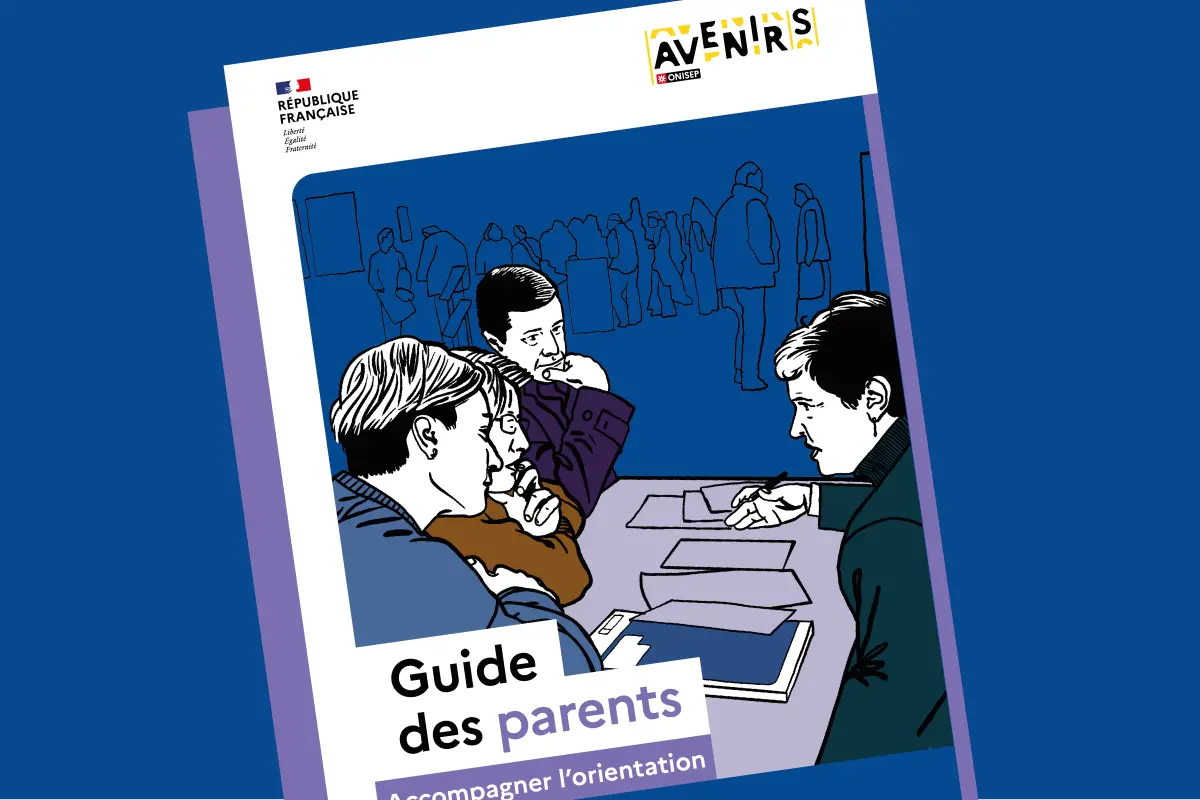 AVENIRS
ONISEP
RÉPUBLIQUE
FRANÇAISE
Liberté
Égalité
Fraternité
Guide
des parents
Accompagner l'orientation